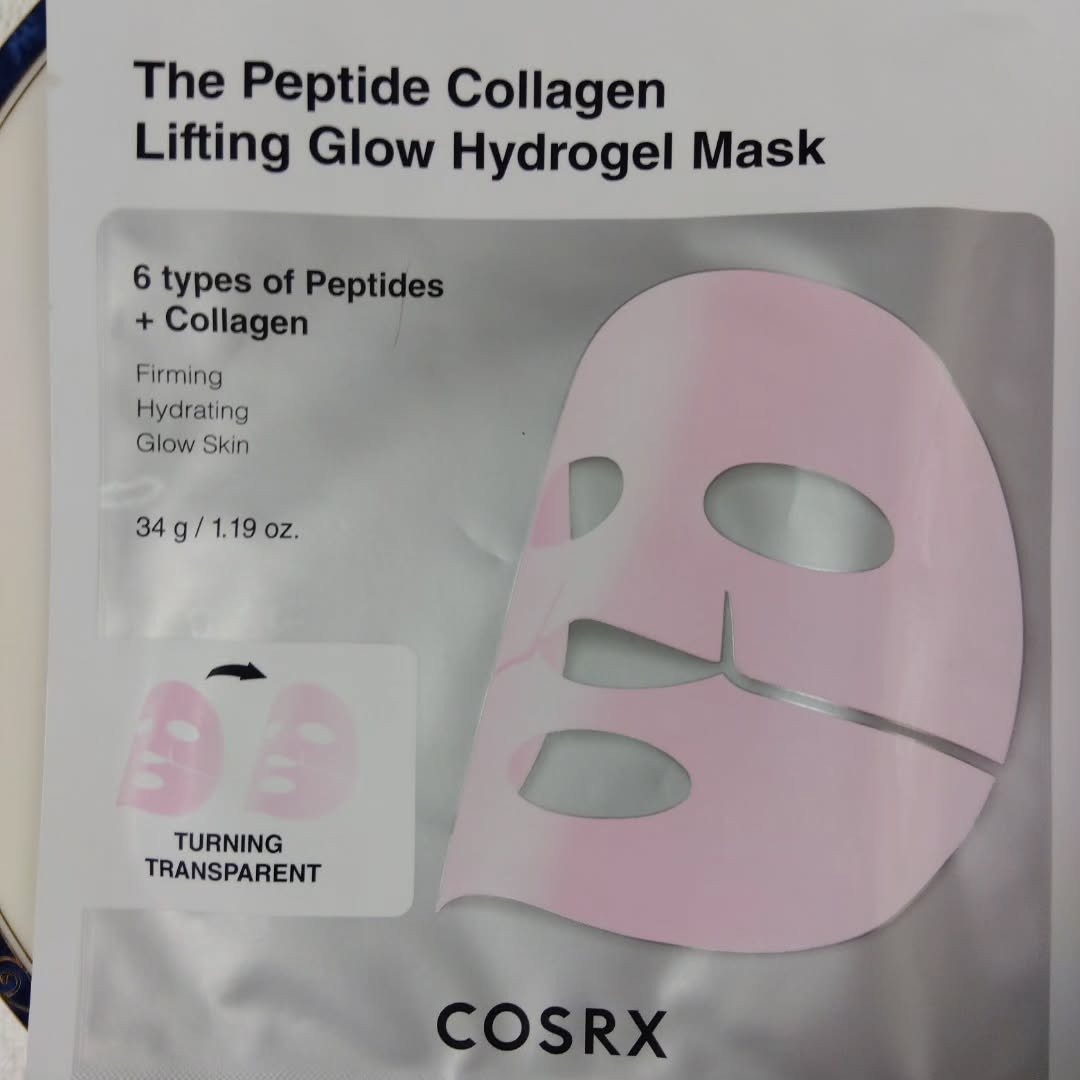 The Peptide Collagen
Lifting Glow Hydrogel Mask
6 types of Peptides
+ Collagen
Firming
Hydrating
Glow Skin
34 g / 1.19 oz.
TURNING
TRANSPARENT
COSRX